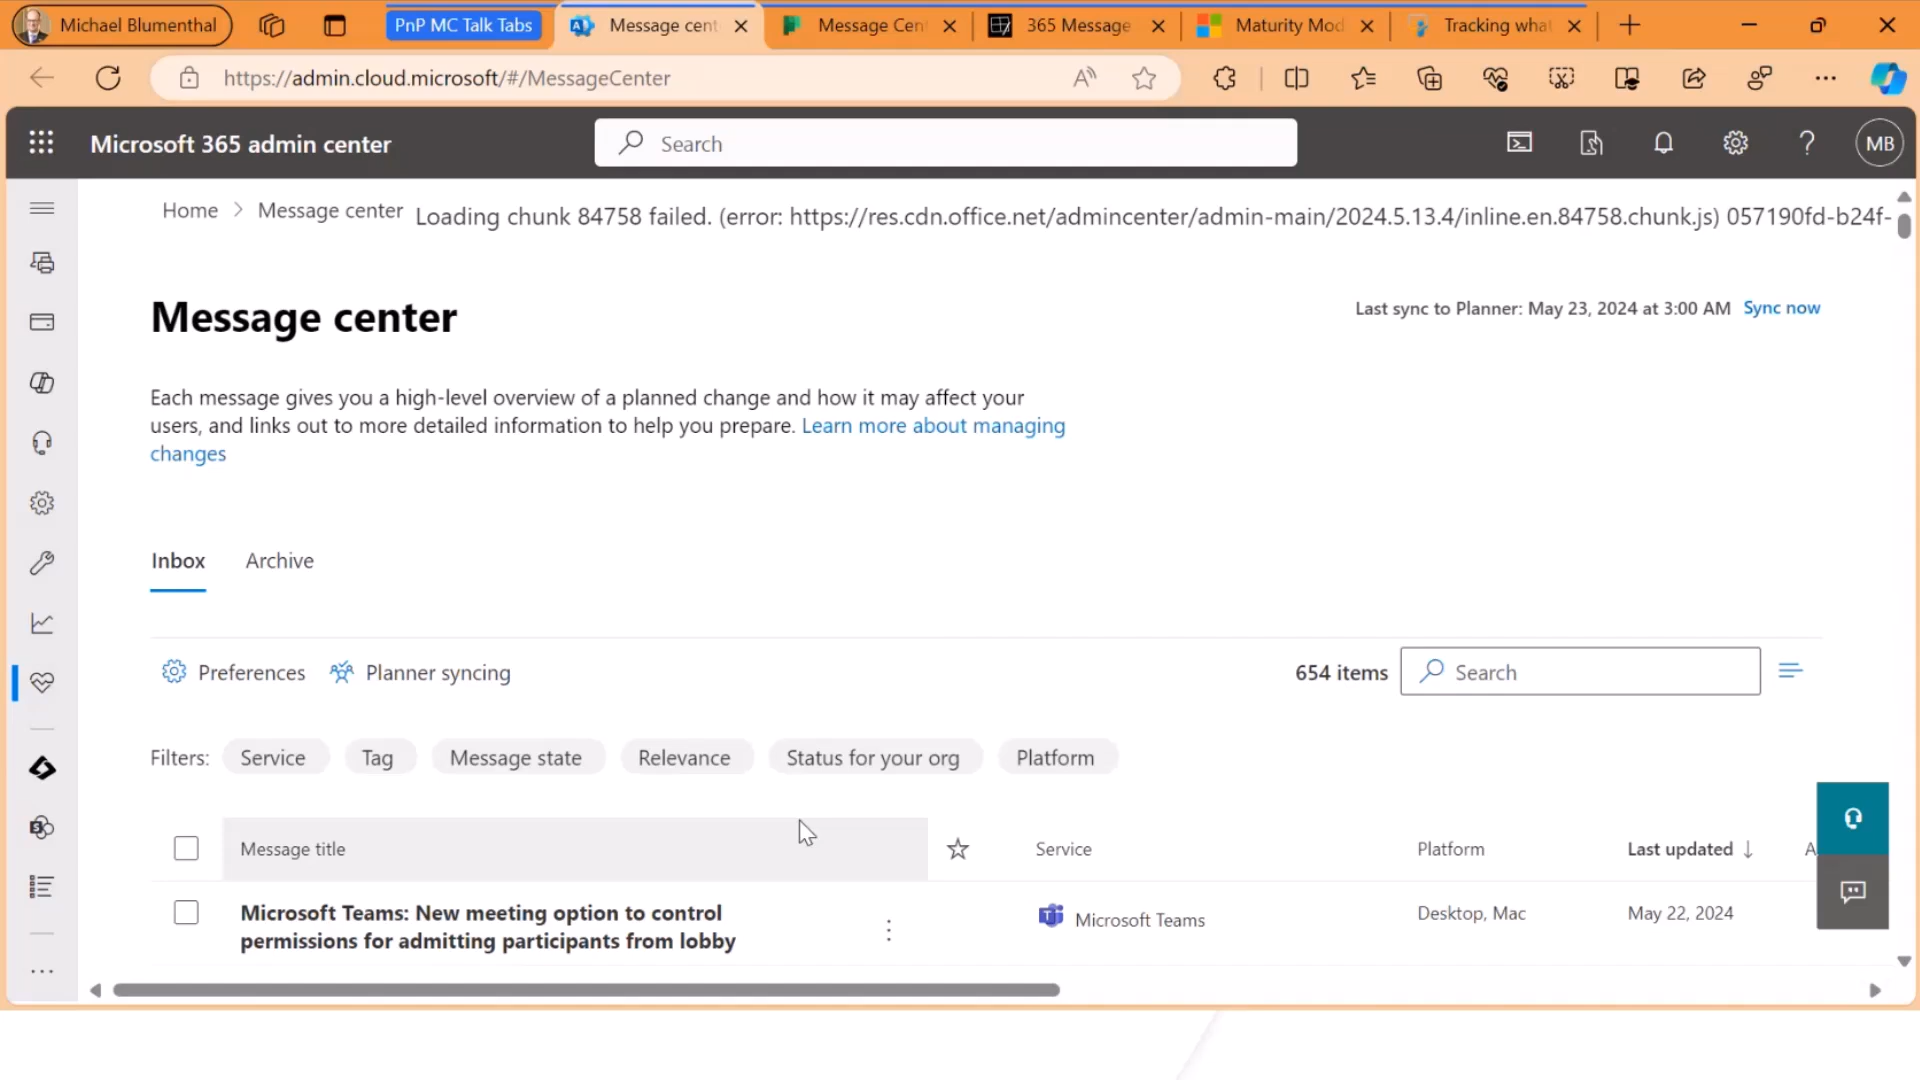 Michael Blumenthal
PnP MC Talk Tabs
Message cent
Message Cen
365 Message
Maturity Mod
Tracking what
https://admin.cloud.microsoft/#/MessageCenter
Microsoft 365 admin center
Search
MB
Home > Message center
Loading chunk 84758 failed. (error: https://res.cdn.office.net/admincenter/admin-main/2024.5.13.4/inline.en.84758.chunk.js) 057190fd-b24f-
Message center
Last sync to Planner: May 23, 2024 at 3:00 AM Sync now
Each message gives you a high-level overview of a planned change and how it may affect your
users, and links out to more detailed information to help you prepare. Learn more about managing
changes
Inbox
Archive
Preferences
Planner syncing
654 items
Search
Filters: Service Tag Message state Relevance Status for your org Platform
Message title
Service
Platform
Last updated ↓
A
Microsoft Teams: New meeting option to control
permissions for admitting participants from lobby
Microsoft Teams
Desktop, Mac
May 22, 2024